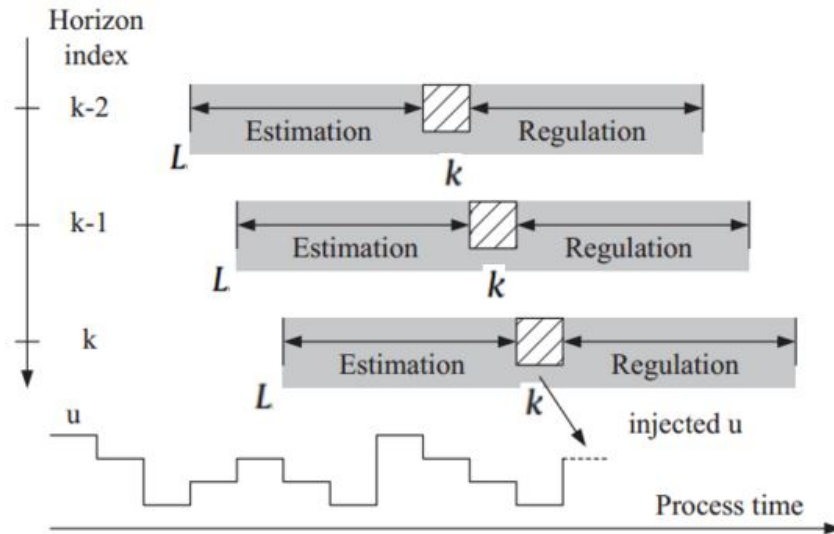 Horizon
index
k-2
Estimation
Regulation
L
k
k-1
Estimation
Regulation
L
k
k
Estimation
Regulation
L
k
u
injected u
Process time